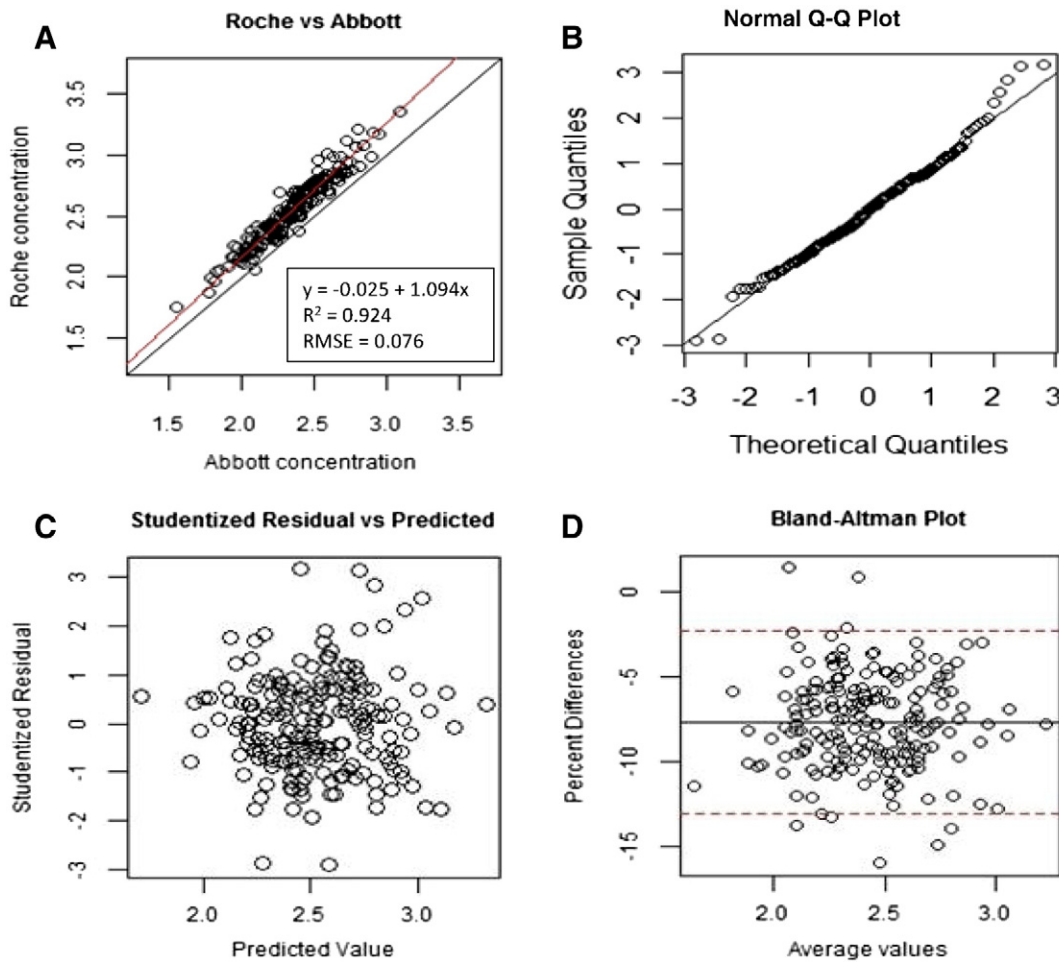 A
Roche vs Abbott
Roche concentration
3.5
3.0
2.5
2.0
1.5
y = -0.025 + 1.094x
R² = 0.924
RMSE = 0.076
1.5 2.0 2.5 3.0 3.5
Abbott concentration
B
Normal Q-Q Plot
Sample Quantiles
3
2
1
0
-1
-2
-3
-3 -2 -1 0 1 2 3
Theoretical Quantiles
C
Studentized Residual vs Predicted
Studentized Residual
3
2
1
0
-1
-2
-3
2.0 2.5 3.0
Predicted Value
D
Bland-Altman Plot
Percent Differences
0
-5
-10
-15
2.0 2.5 3.0
Average values